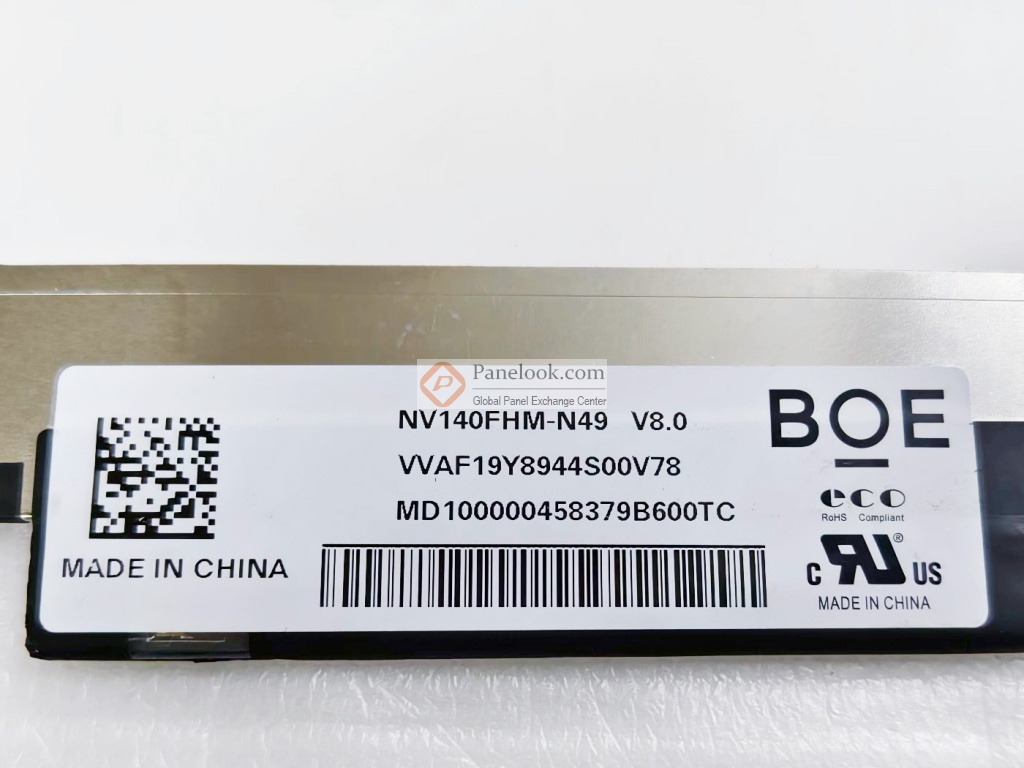 Panelook.com
Global Panel Exchange Center
NV140FHM-N49 V8.0
VVAF19Y8944S00V78
MD100000458379B600TC
MADE IN CHINA
BOE
eco
RoHS Compliant
c RU ® US
MADE IN CHINA